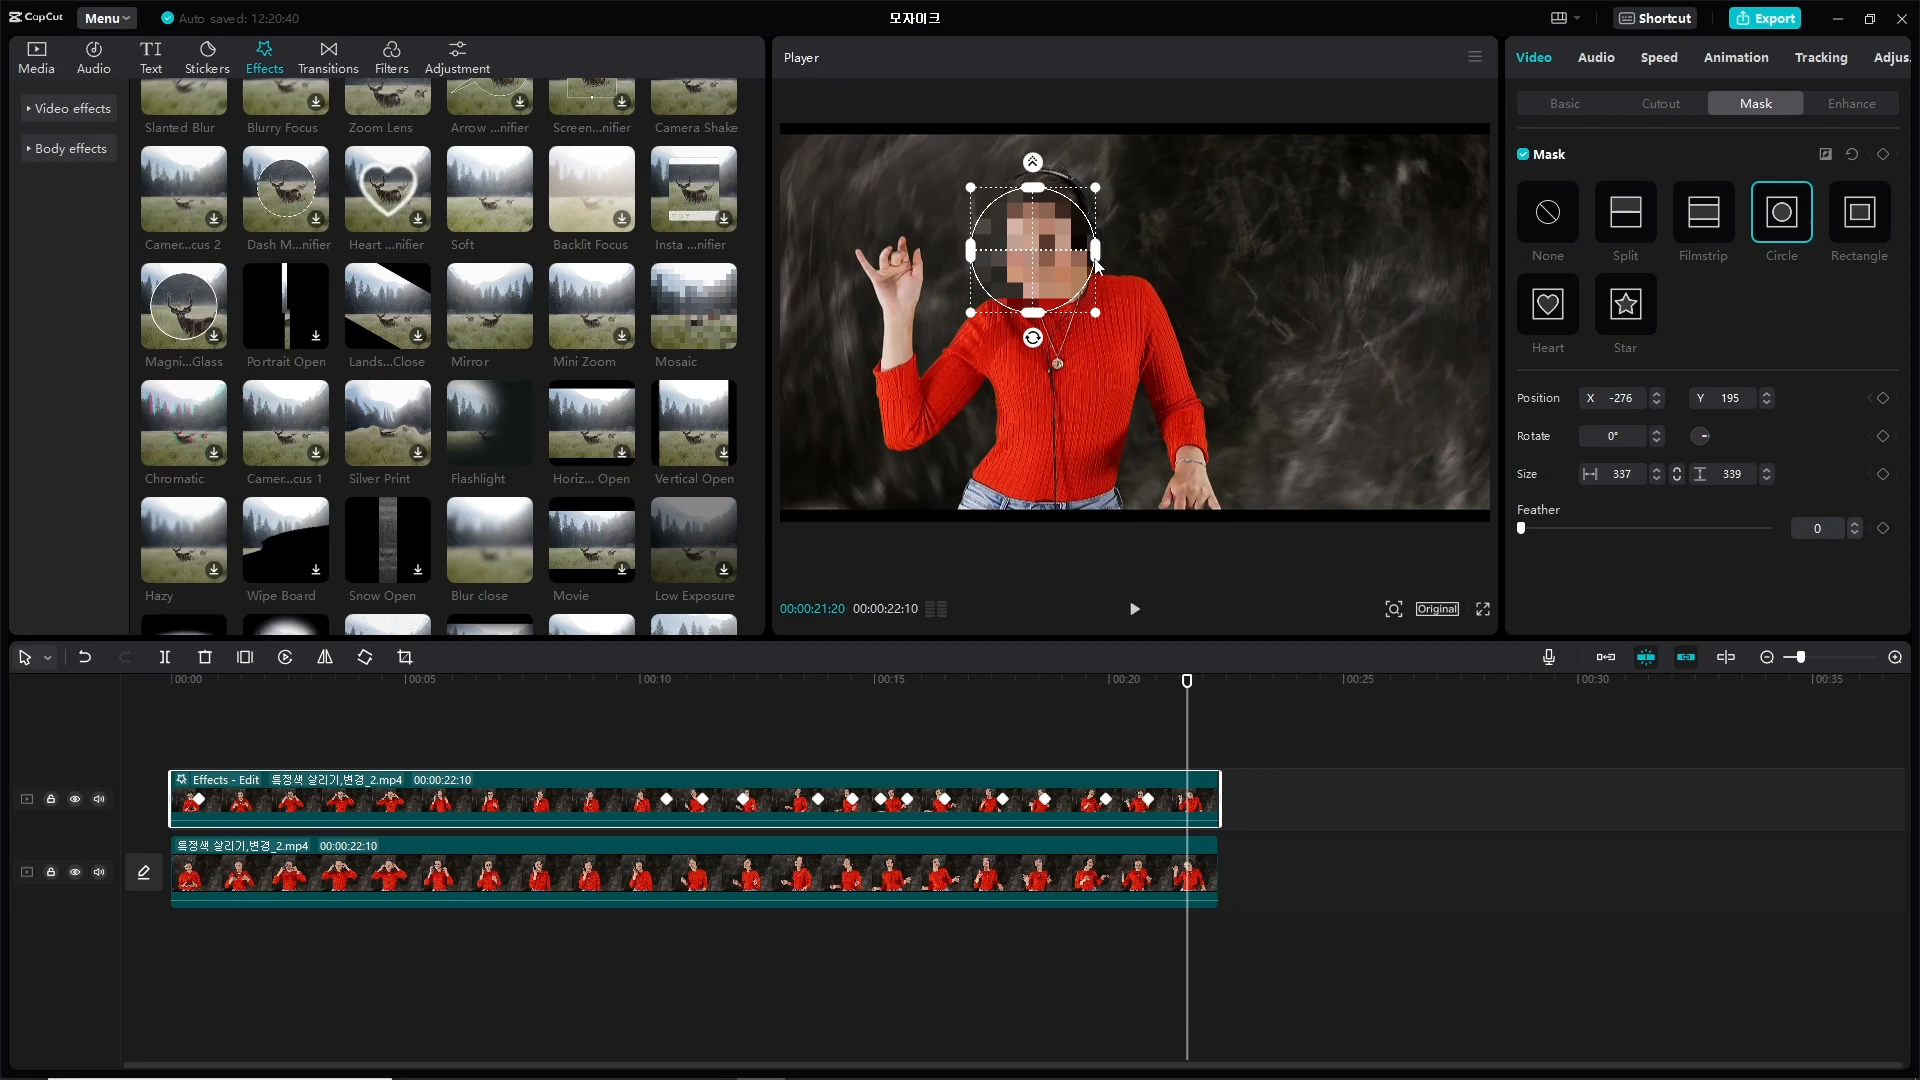 CapCut Menu Auto saved: 12:20:40 모자이크 Shortcut Export
Media Audio Text Stickers Effects Transitions Filters Adjustment
Video effects
Body effects
Slanted Blur Blurry Focus Zoom Lens Arrow ...nifier Screen...nifier Camera Shake
Camer...cus 2 Dash M...nifier Heart ...nifier Soft Backlit Focus Insta ...nifier
Magni...Glass Portrait Open Lands...Close Mirror Mini Zoom Mosaic
Chromatic Camer...cus 1 Silver Print Flashlight Horiz... Open Vertical Open
Hazy Wipe Board Snow Open Blur close Movie Low Exposure
Player
00:00:21:20 00:00:22:10 Original
Video Audio Speed Animation Tracking Adjus.
Basic Cutout Mask Enhance
Mask
None Split Filmstrip Circle Rectangle
Heart Star
Position X -276 Y 195
Rotate 0°
Size 337 339
Feather
0
00:00 00:05 00:10 00:15 00:20 00:25 00:30 00:35
Effects - Edit 특정색 살리기,변경_2.mp4 00:00:22:10
특정색 살리기,변경_2.mp4 00:00:22:10